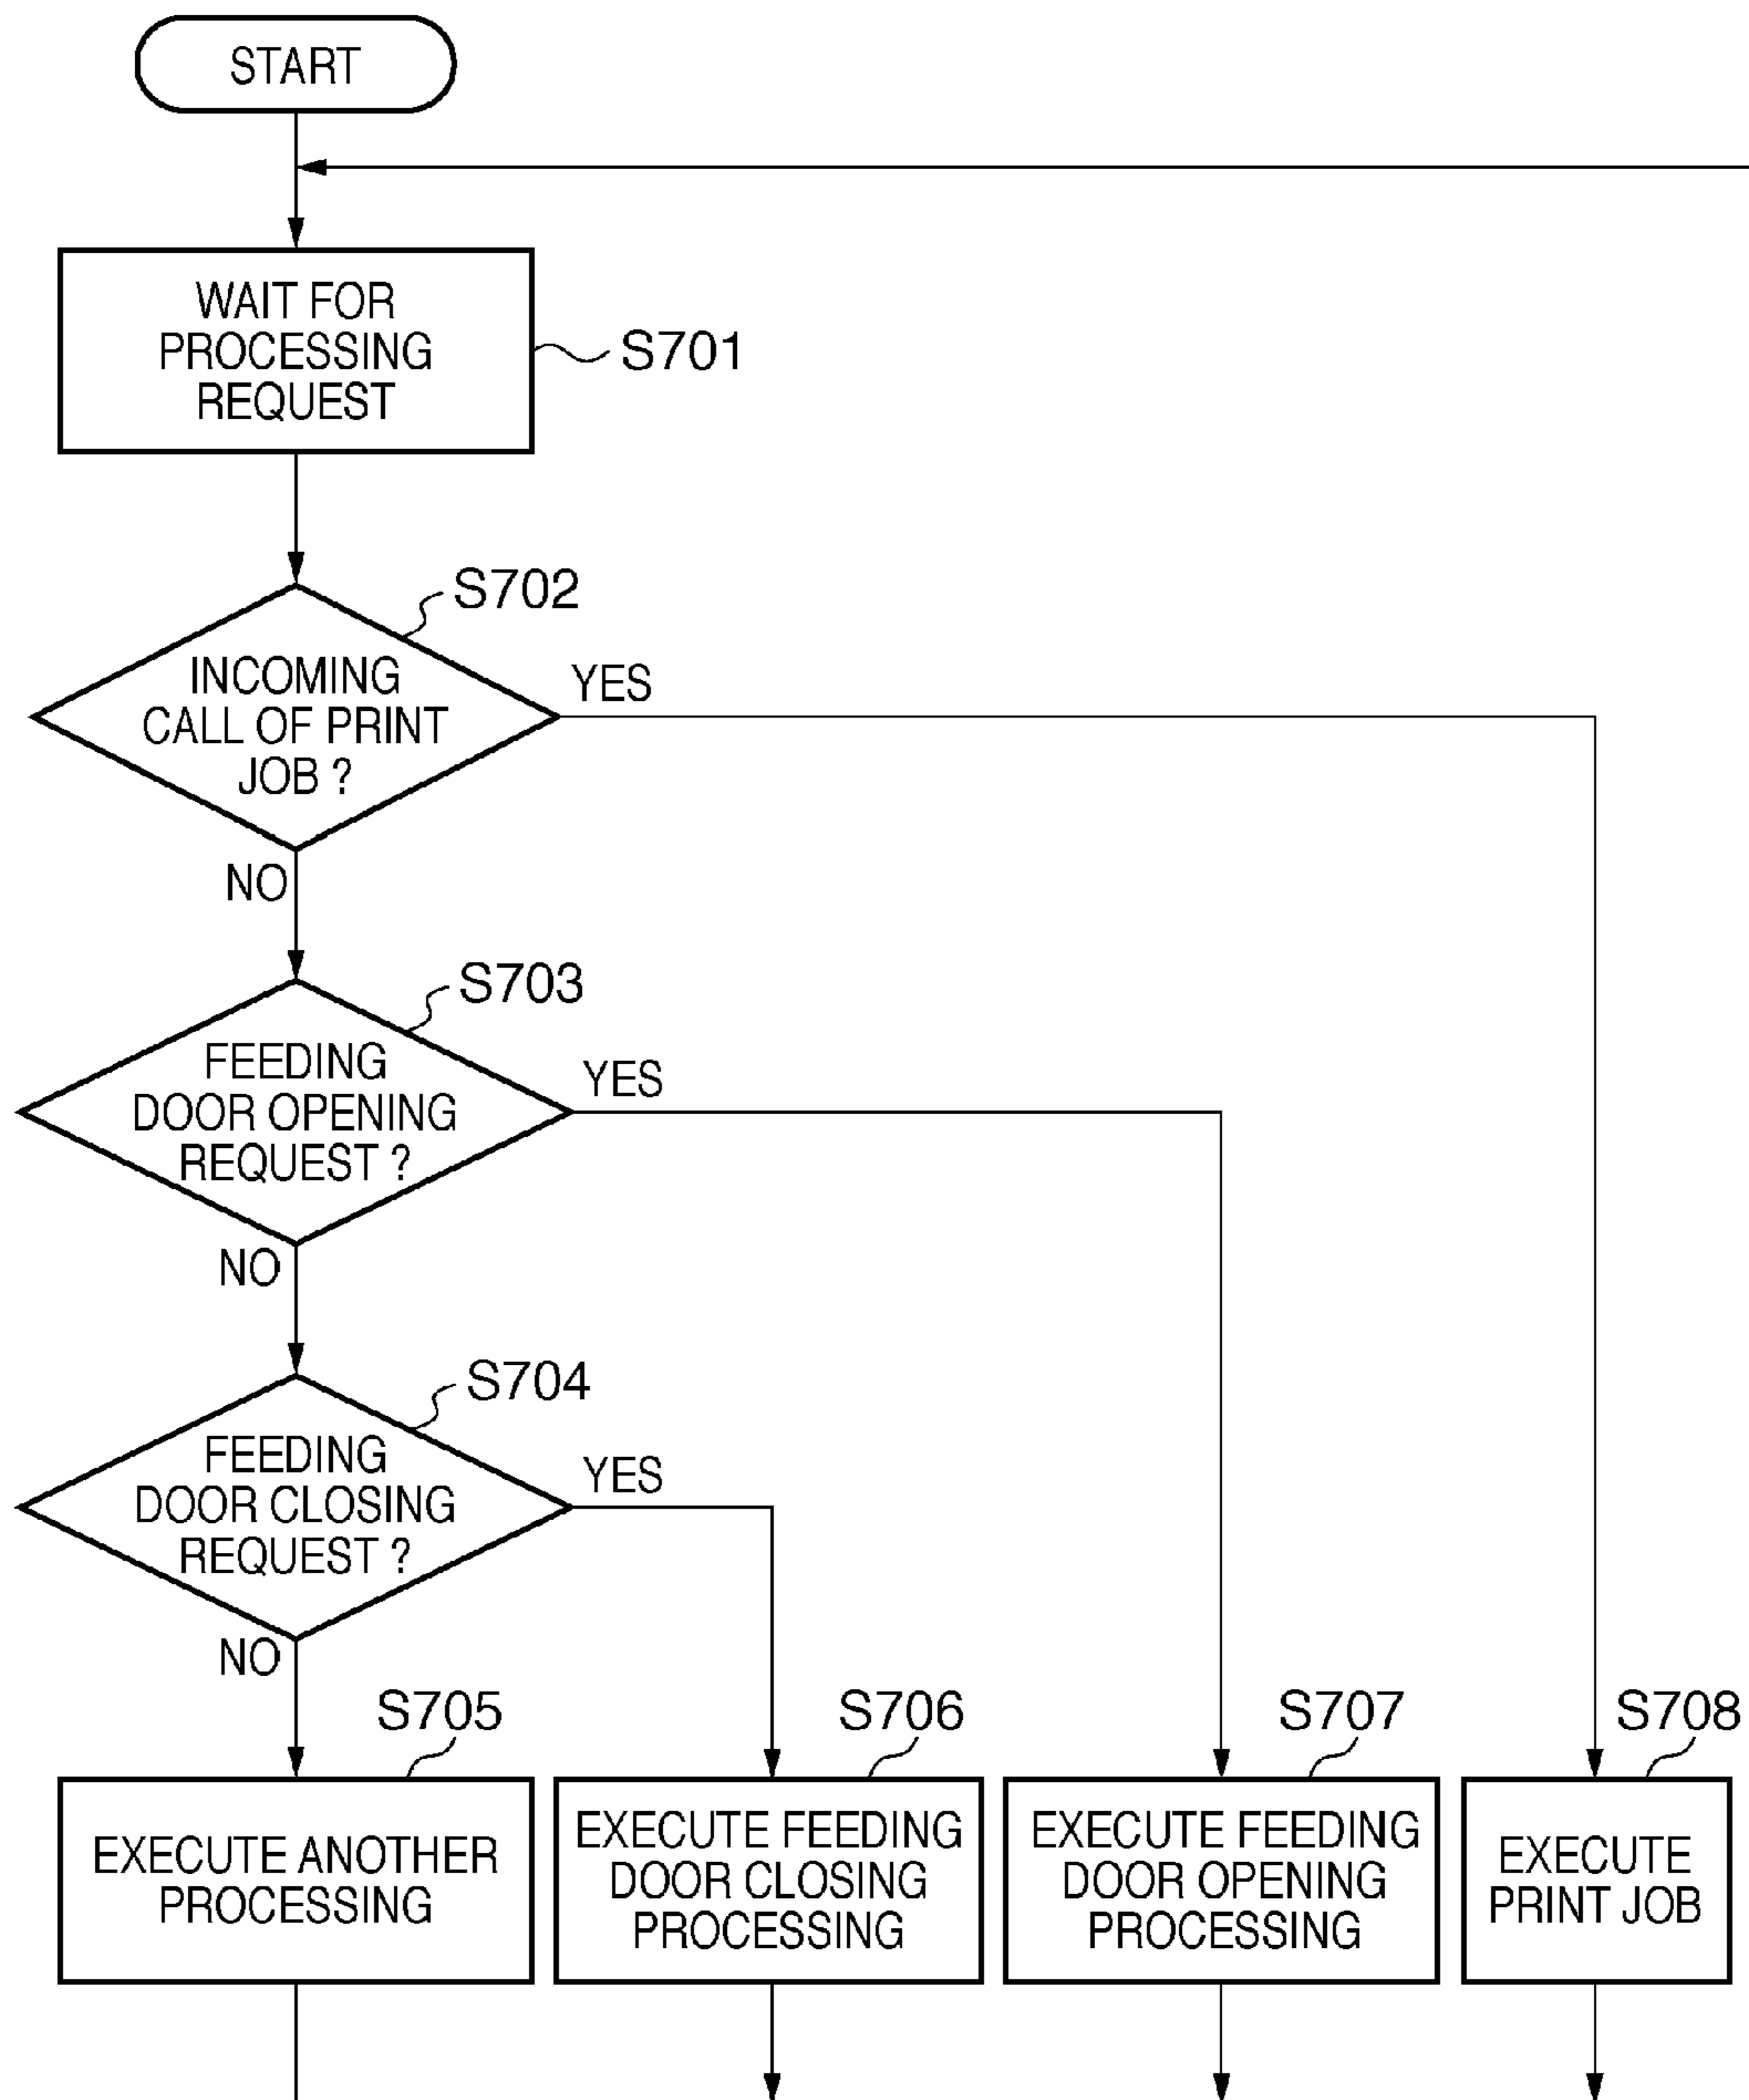 START
WAIT FOR
PROCESSING
REQUEST
S701
S702
INCOMING
CALL OF PRINT
JOB ?
YES
NO
S703
FEEDING
DOOR OPENING
REQUEST ?
YES
NO
S704
FEEDING
DOOR CLOSING
REQUEST ?
YES
NO
S705
EXECUTE ANOTHER
PROCESSING
S706
EXECUTE FEEDING
DOOR CLOSING
PROCESSING
S707
EXECUTE FEEDING
DOOR OPENING
PROCESSING
S708
EXECUTE
PRINT JOB